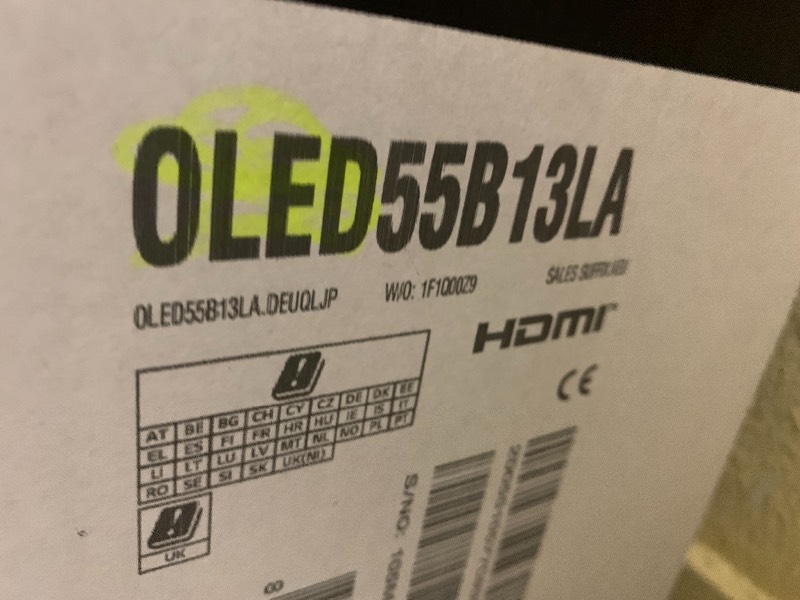 OLED55B13LA
OLED55B13LA.DEUQLJP W/O: 1F1Q00Z9 SALES SUFFIX:
HDMI
CE
AT BE BG CH CY CZ DE DK EE
EL ES FI FR HR HU IE IS IT
LI LT LU LV MT NL NO PL PT
RO SE SI SK UK(NI)
UK
S/NO: